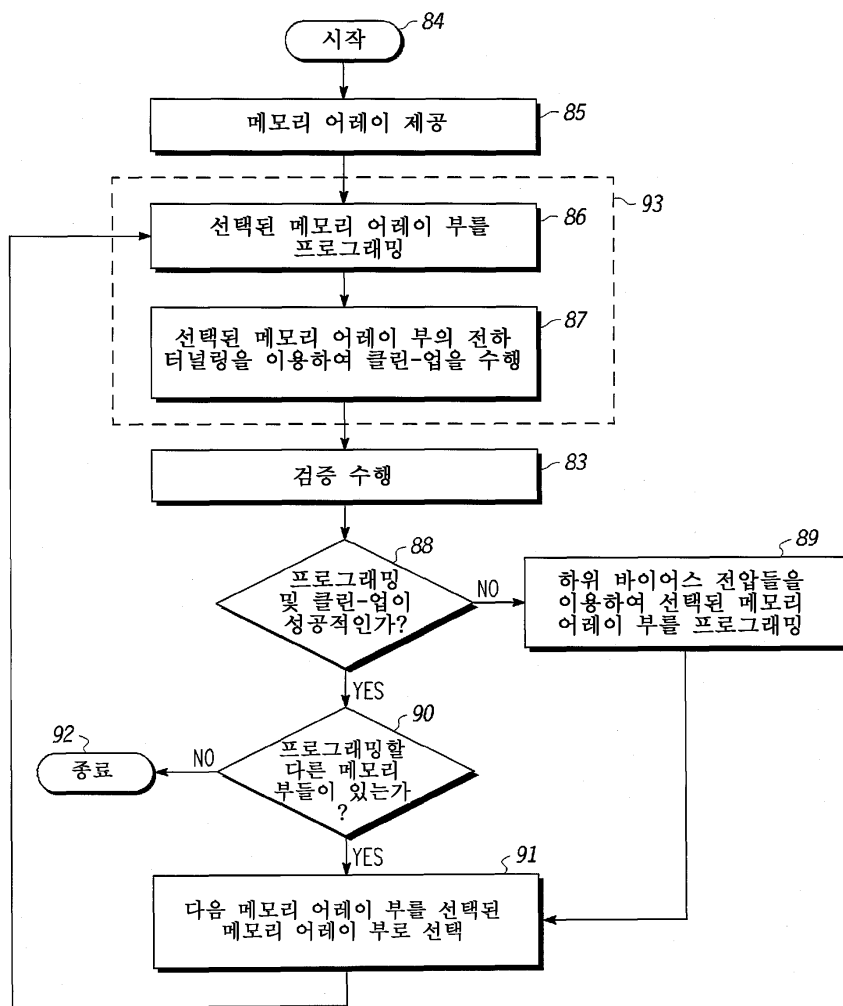 84
시작
메모리 어레이 제공
85
93
선택된 메모리 어레이 부를
프로그래밍
86
선택된 메모리 어레이 부의 전하
터널링을 이용하여 클린-업을 수행
87
검증 수행
83
88
프로그래밍
및 클린-업이
성공적인가?
NO
89
하위 바이어스 전압들을
이용하여 선택된 메모리
어레이 부를 프로그래밍
YES
90
프로그래밍할
다른 메모리
부들이 있는가
?
NO
92
종료
YES
91
다음 메모리 어레이 부를 선택된
메모리 어레이 부로 선택